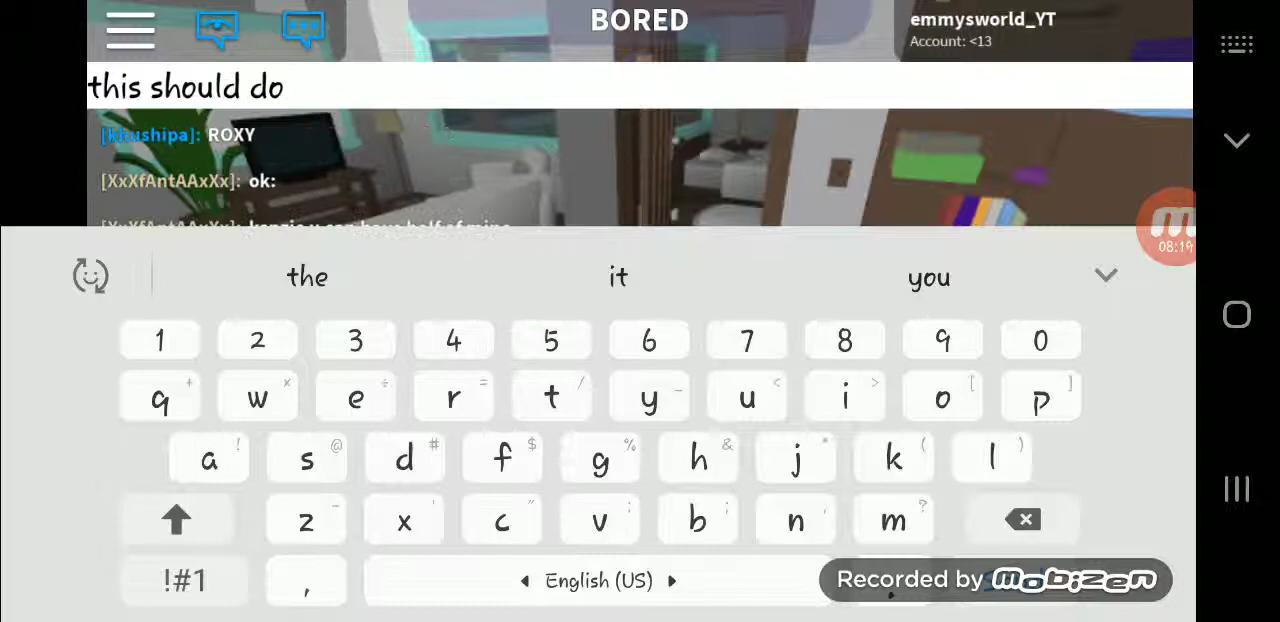 BORED
emmysworld_YT
Account: <13
this should do
[khushipa]: ROXY
[XxXfAntAAxXx]: ok:
08:19
the it you
1 2 3 4 5 6 7 8 9 0
q + w × e ÷ r = t / y _ u < i > o [ p ]
a ! s @ d # f $ g % h & j * k ( l )
z - x ' c " v : b ; n , m ?
!#1 , English (US) .
Recorded by mobizen